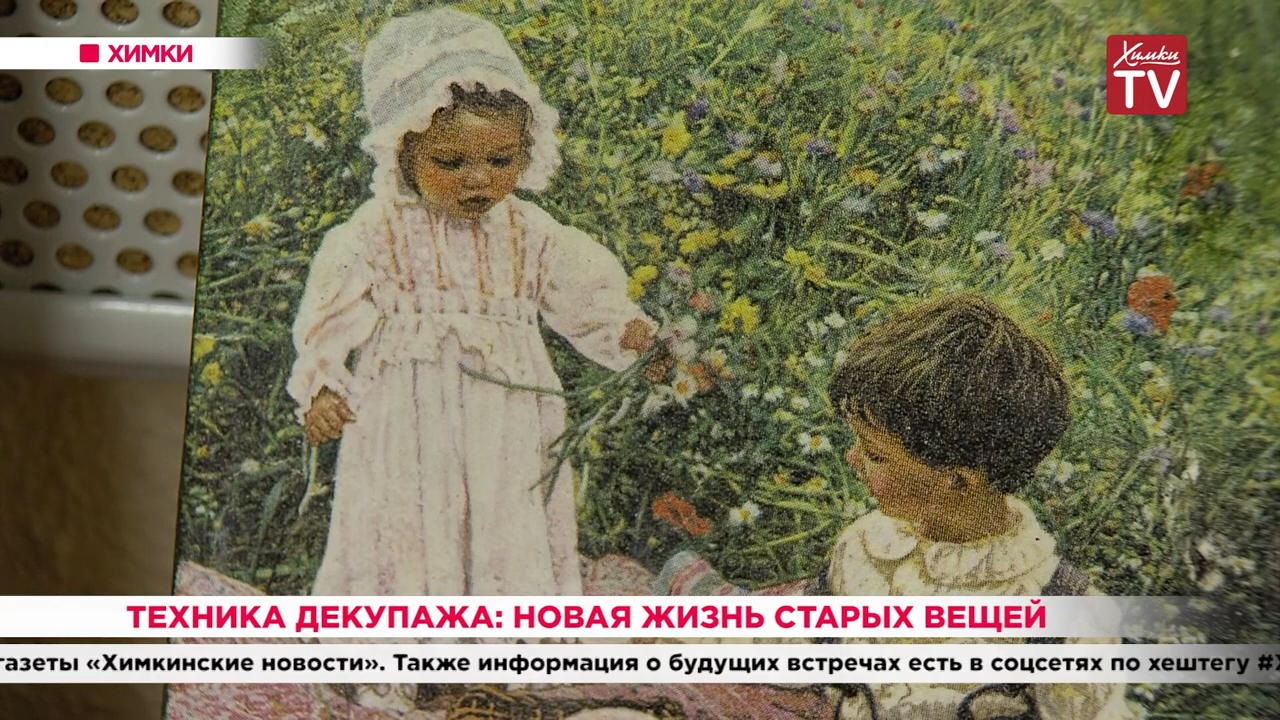 ХИМКИ
Химки
TV
ТЕХНИКА ДЕКУПАЖА: НОВАЯ ЖИЗНЬ СТАРЫХ ВЕЩЕЙ
газеты «Химкинские новости». Также информация о будущих встречах есть в соцсетях по хештегу #